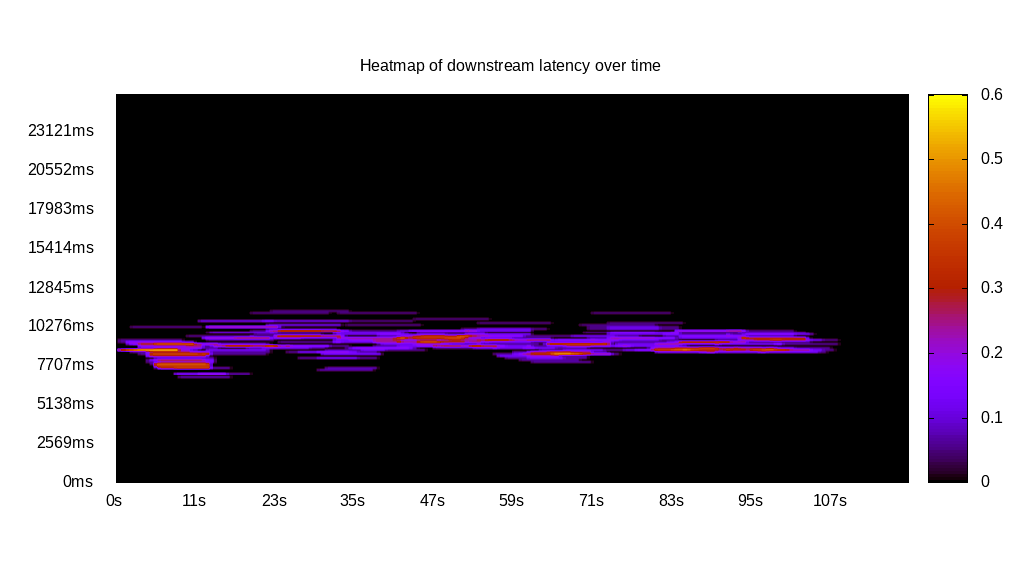 Heatmap of downstream latency over time
23121ms
20552ms
17983ms
15414ms
12845ms
10276ms
7707ms
5138ms
2569ms
0ms
0s 11s 23s 35s 47s 59s 71s 83s 95s 107s
0.6
0.5
0.4
0.3
0.2
0.1
0